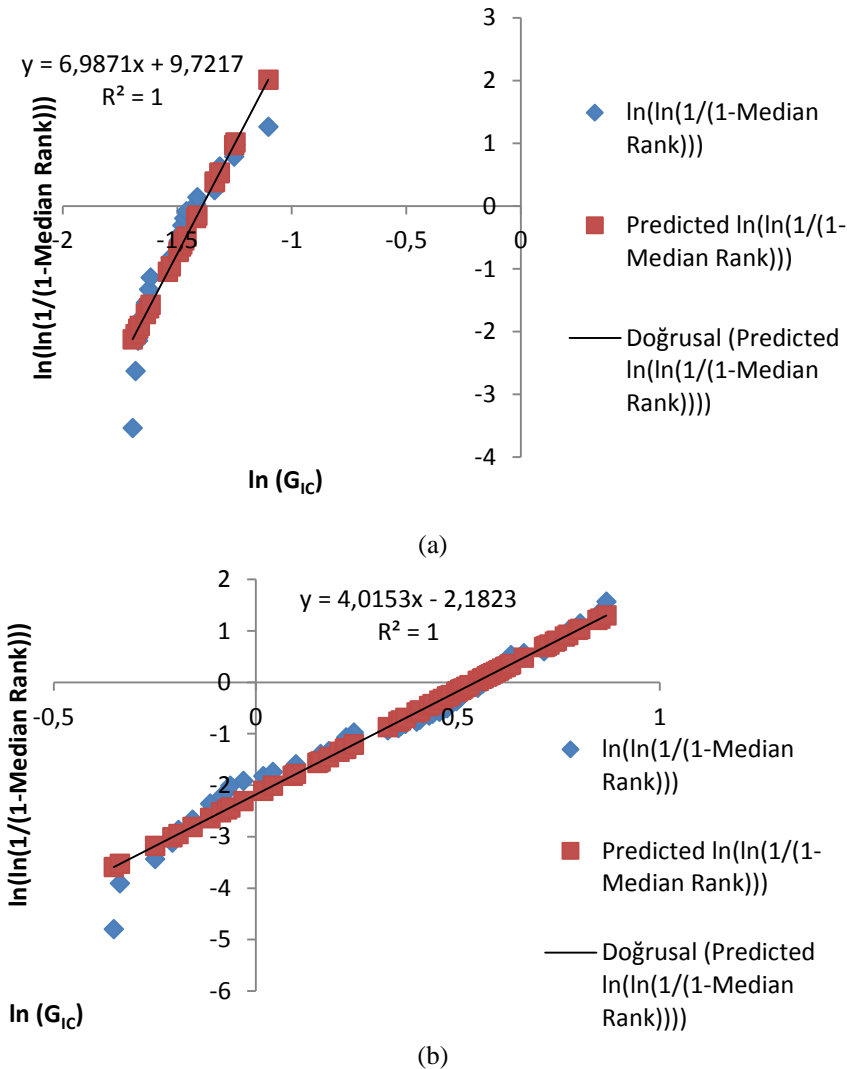 3
2
1
0
-1
-2
-3
-4
-2
-1,5
-1
-0,5
0
y = 6,9871x + 9,7217
R² = 1
ln(ln(1/(1-Median Rank)))
ln (G_IC)
ln(ln(1/(1-Median
Rank)))
Predicted ln(ln(1/(1-
Median Rank)))
Doğrusal (Predicted
ln(ln(1/(1-Median
Rank))))
(a)
2
1
0
-1
-2
-3
-4
-5
-6
-0,5
0
0,5
1
y = 4,0153x - 2,1823
R² = 1
ln(ln(1/(1-Median Rank)))
ln (G_IC)
ln(ln(1/(1-Median
Rank)))
Predicted ln(ln(1/(1-
Median Rank)))
Doğrusal (Predicted
ln(ln(1/(1-Median
Rank))))
(b)